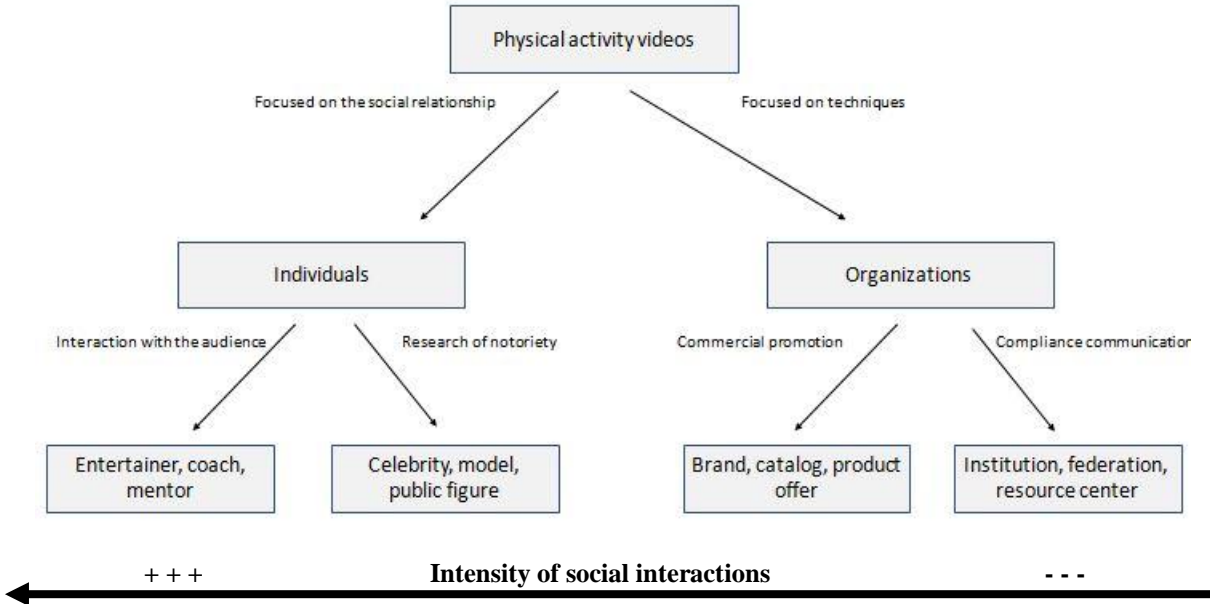 Physical activity videos
Focused on the social relationship
Focused on techniques
Individuals
Organizations
Interaction with the audience
Research of notoriety
Commercial promotion
Compliance communication
Entertainer, coach,
mentor
Celebrity, model,
public figure
Brand, catalog, product
offer
Institution, federation,
resource center
+ + + Intensity of social interactions - - -